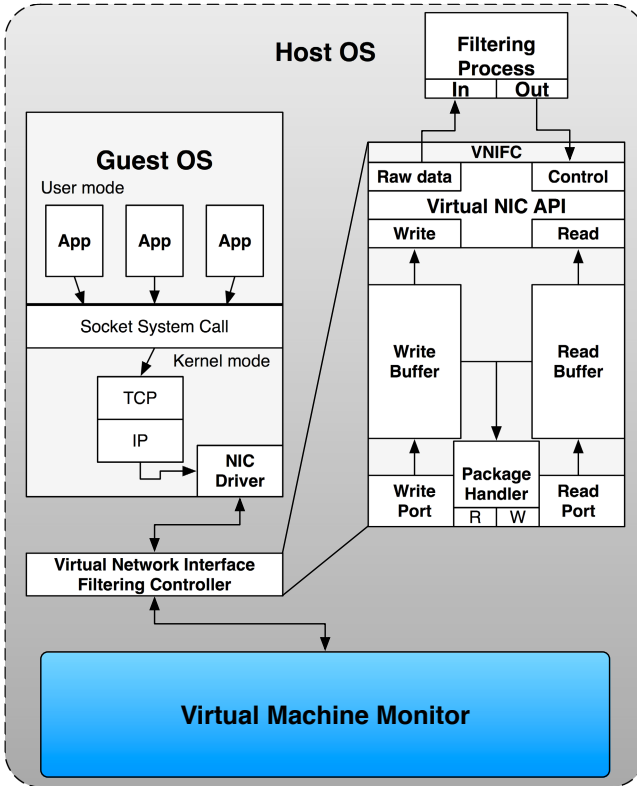 Host OS
Filtering
Process
In
Out
Guest OS
User mode
App
App
App
Socket System Call
Kernel mode
TCP
IP
NIC
Driver
Virtual Network Interface
Filtering Controller
VNIFC
Raw data
Control
Virtual NIC API
Write
Read
Write
Buffer
Read
Buffer
Package
Handler
R
W
Write
Port
Read
Port
Virtual Machine Monitor